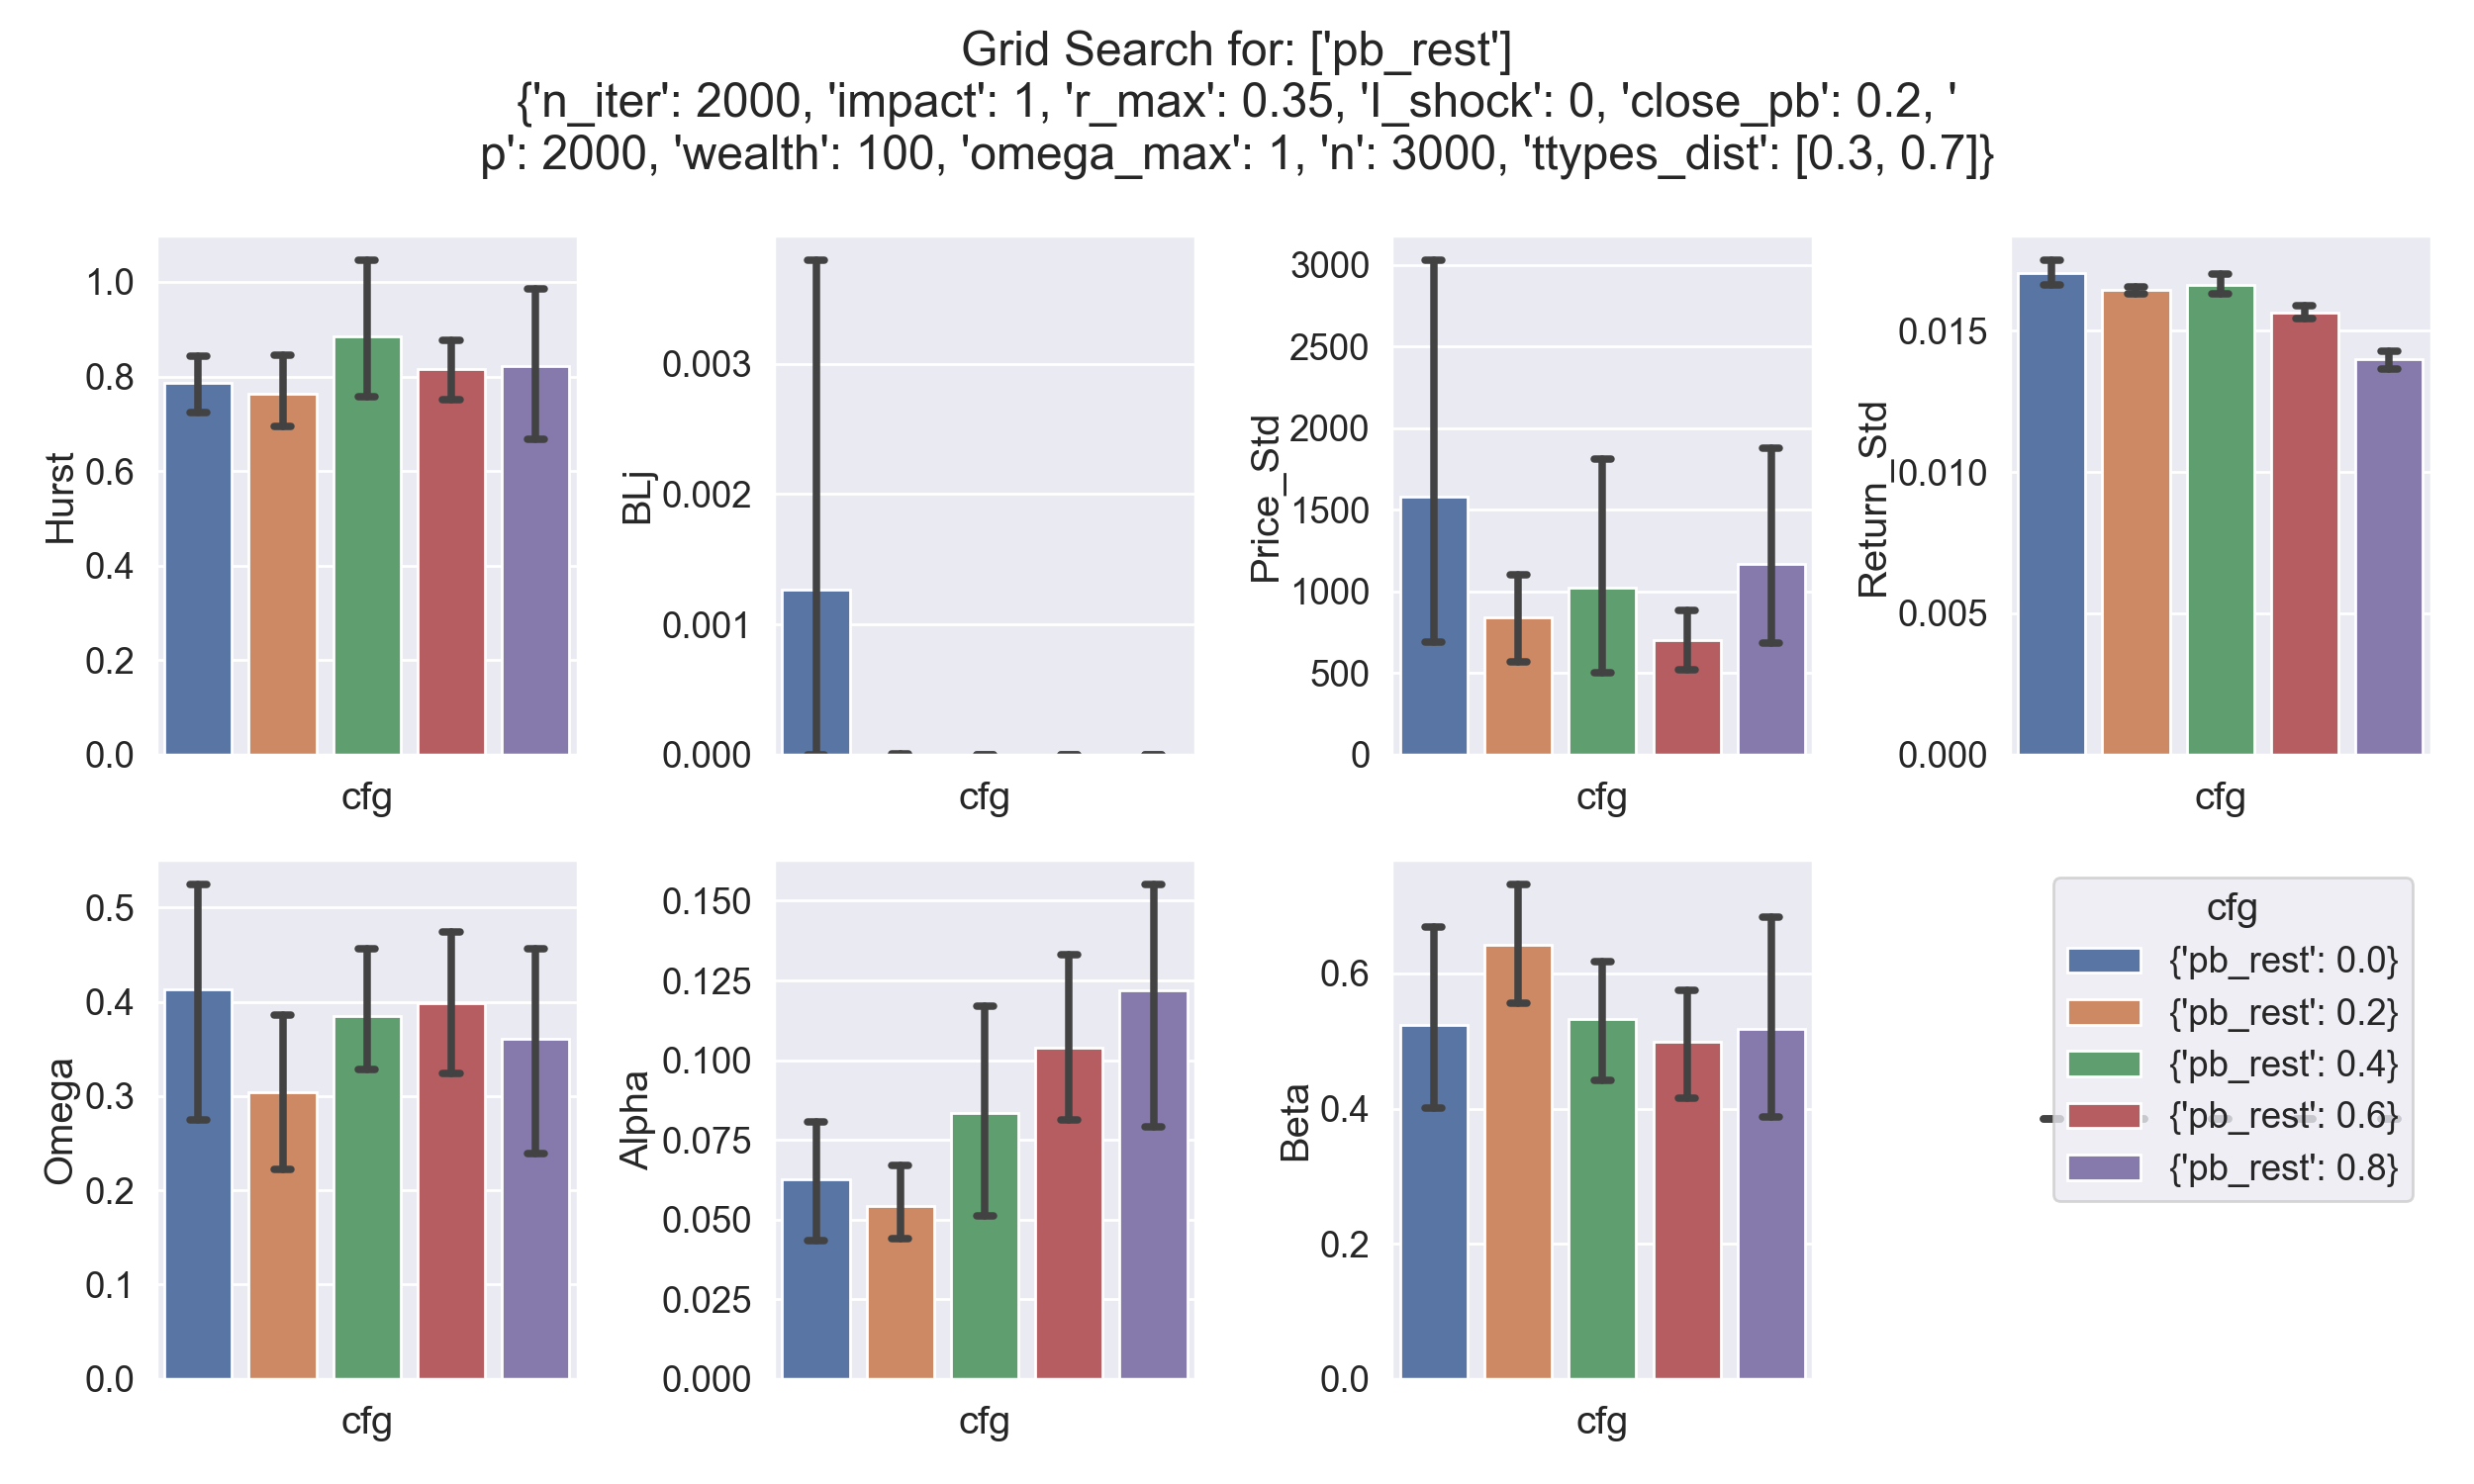 Grid Search for: ['pb_rest']
{'n_iter': 2000, 'impact': 1, 'r_max': 0.35, 'I_shock': 0, 'close_pb': 0.2, '
p': 2000, 'wealth': 100, 'omega_max': 1, 'n': 3000, 'ttypes_dist': [0.3, 0.7]}
Hurst
1.0
0.8
0.6
0.4
0.2
0.0
cfg
BLj
0.003
0.002
0.001
0.000
cfg
Price_Std
3000
2500
2000
1500
1000
500
0
cfg
Return_Std
0.015
0.010
0.005
0.000
cfg
Omega
0.5
0.4
0.3
0.2
0.1
0.0
cfg
Alpha
0.150
0.125
0.100
0.075
0.050
0.025
0.000
cfg
Beta
0.6
0.4
0.2
0.0
cfg
cfg
{'pb_rest': 0.0}
{'pb_rest': 0.2}
{'pb_rest': 0.4}
{'pb_rest': 0.6}
{'pb_rest': 0.8}